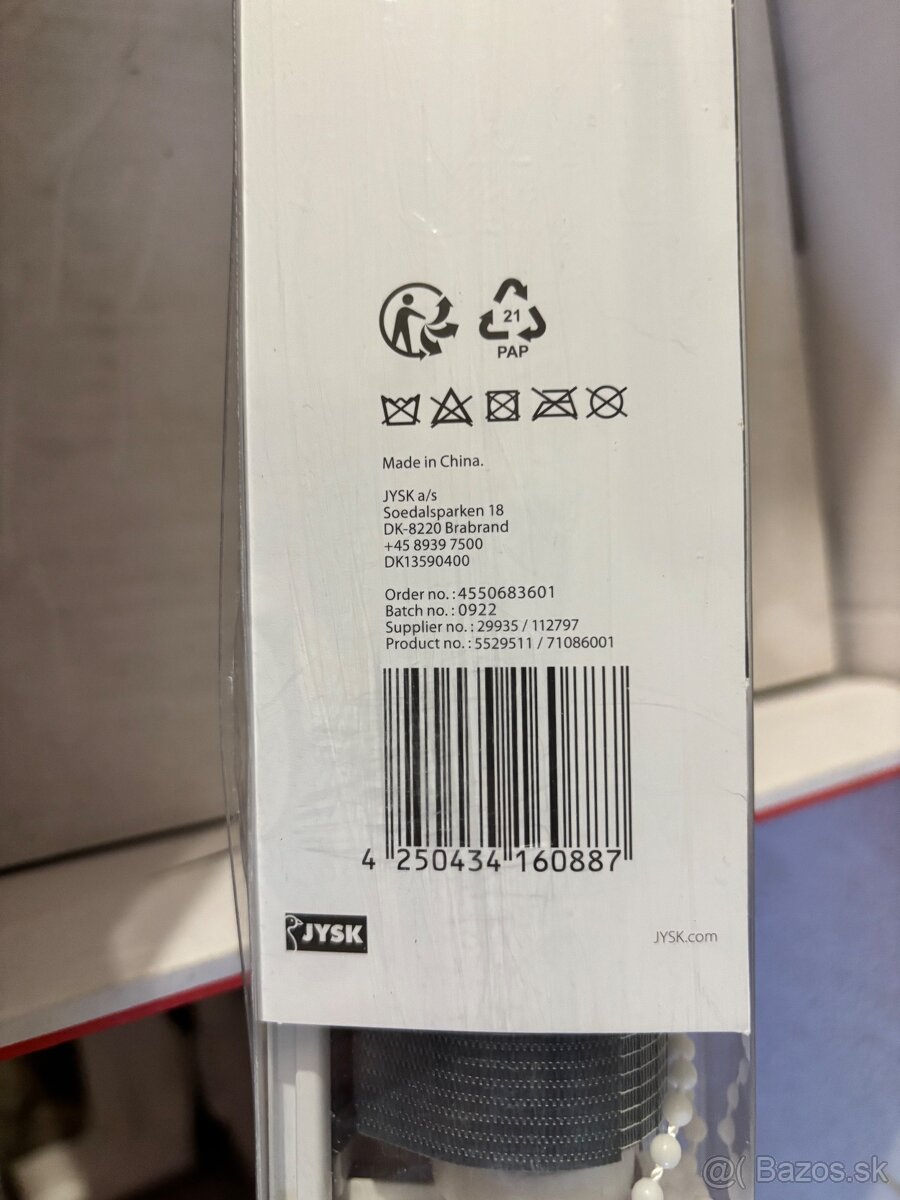 21
PAP
Made in China.
JYSK a/s
Soedalsparken 18
DK-8220 Brabrand
+45 8939 7500
DK13590400
Order no.: 4550683601
Batch no.: 0922
Supplier no.: 29935 / 112797
Product no.: 5529511 / 71086001
4 250434 160887
JYSK
JYSK.com
@( Bazos.sk